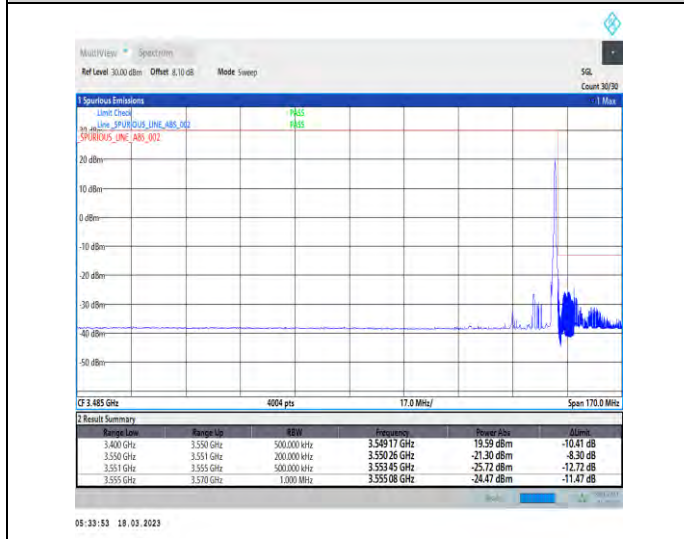 MultiView Spectrum
Ref Level 30.00 dBm Offset 8.10 dB Mode Sweep SGL
Count 30/30
1 Spurious Emissions 1 Max
Limit Check PASS
Line _SPURIOUS_LINE_ABS_002 PASS
30 dBm
_SPURIOUS_LINE_ABS_002
20 dBm
10 dBm
0 dBm
-10 dBm
-20 dBm
-30 dBm
-40 dBm
-50 dBm
CF 3.485 GHz 4004 pts 17.0 MHz/ Span 170.0 MHz
2 Result Summary
Range Low Range Up RBW Frequency Power Abs ΔLimit
3.400 GHz 3.550 GHz 500.000 kHz 3.549 17 GHz 19.59 dBm -10.41 dB
3.550 GHz 3.551 GHz 200.000 kHz 3.550 26 GHz -21.30 dBm -8.30 dB
3.551 GHz 3.555 GHz 500.000 kHz 3.553 45 GHz -25.72 dBm -12.72 dB
3.555 GHz 3.570 GHz 1.000 MHz 3.555 08 GHz -24.47 dBm -11.47 dB
05:33:53 18.03.2023